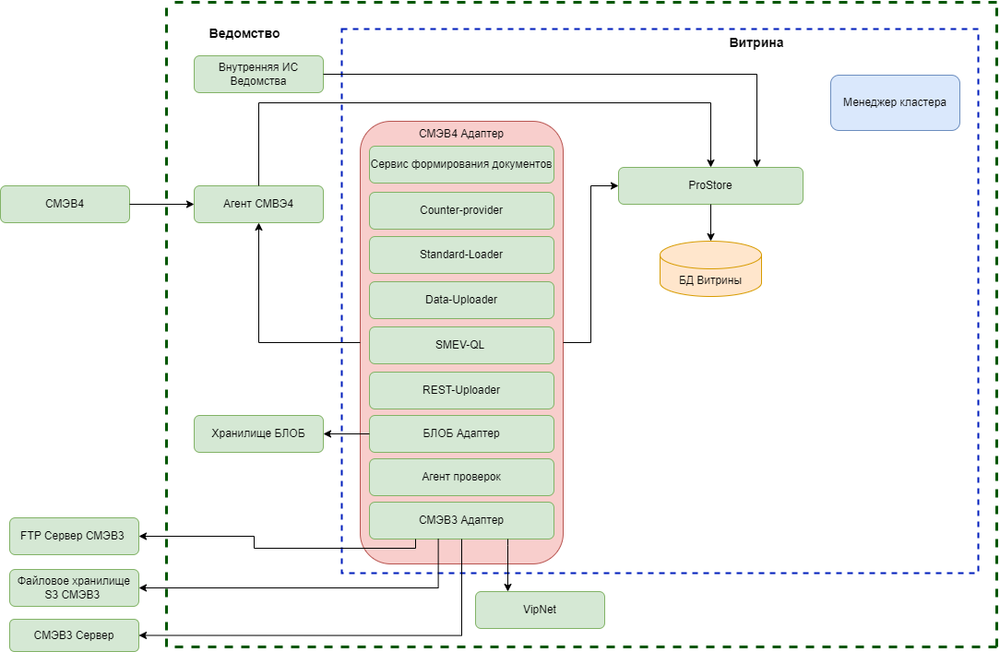 Ведомство
Витрина
Внутренняя ИС
Ведомства
Менеджер кластера
СМЭВ4 Адаптер
Сервис формирования документов
ProStore
СМЭВ4
Агент СМВЭ4
Counter-provider
Standard-Loader
БД Витрины
Data-Uploader
SMEV-QL
REST-Uploader
Хранилище БЛОБ
БЛОБ Адаптер
Агент проверок
СМЭВ3 Адаптер
FTP Сервер СМЭВ3
Файловое хранилище
S3 СМЭВ3
VipNet
СМЭВ3 Сервер